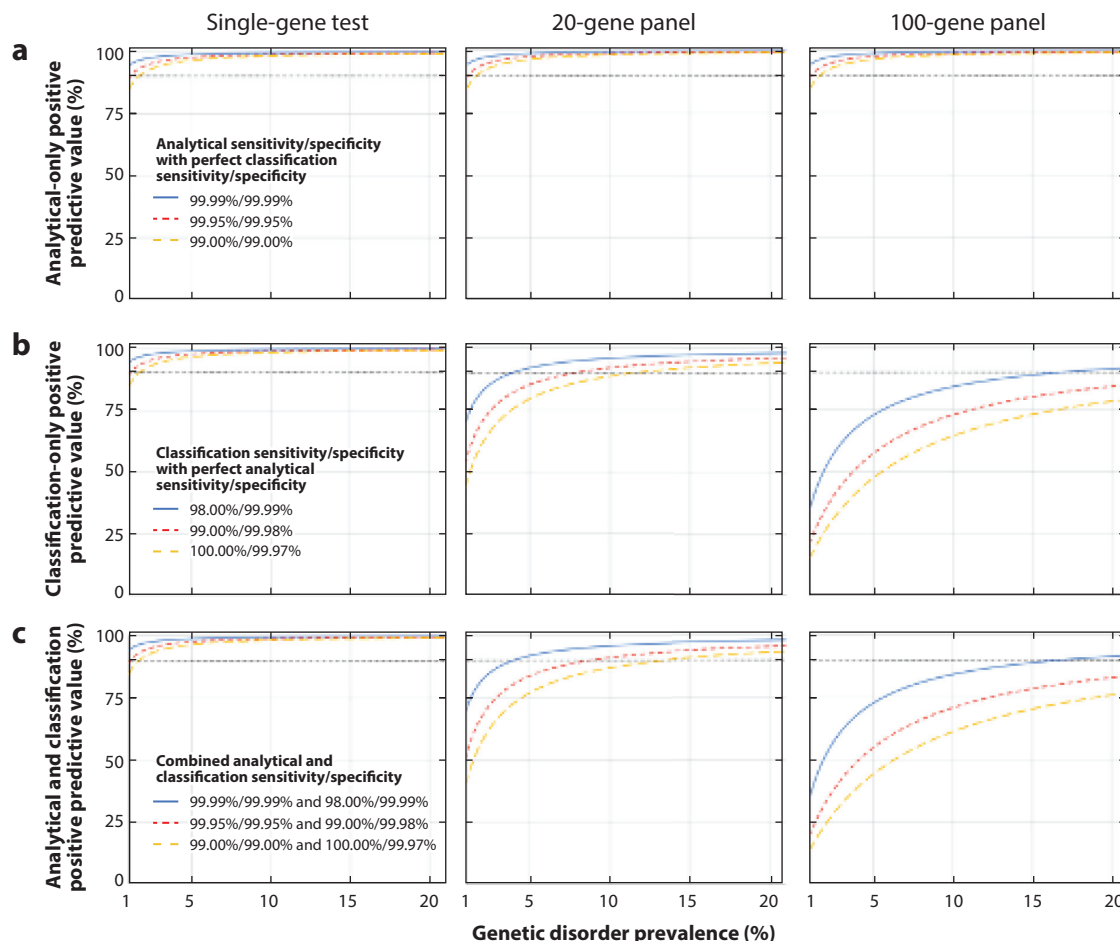 Single-gene test
20-gene panel
100-gene panel
a
Analytical-only positive
predictive value (%)
100
75
50
25
0
Analytical sensitivity/specificity
with perfect classification
sensitivity/specificity
99.99%/99.99%
99.95%/99.95%
99.00%/99.00%
b
Classification-only positive
predictive value (%)
100
75
50
25
0
Classification sensitivity/specificity
with perfect analytical
sensitivity/specificity
98.00%/99.99%
99.00%/99.98%
100.00%/99.97%
c
Analytical and classification
positive predictive value (%)
100
75
50
25
0
Combined analytical and
classification sensitivity/specificity
99.99%/99.99% and 98.00%/99.99%
99.95%/99.95% and 99.00%/99.98%
99.00%/99.00% and 100.00%/99.97%
1 5 10 15 20
1 5 10 15 20
1 5 10 15 20
Genetic disorder prevalence (%)